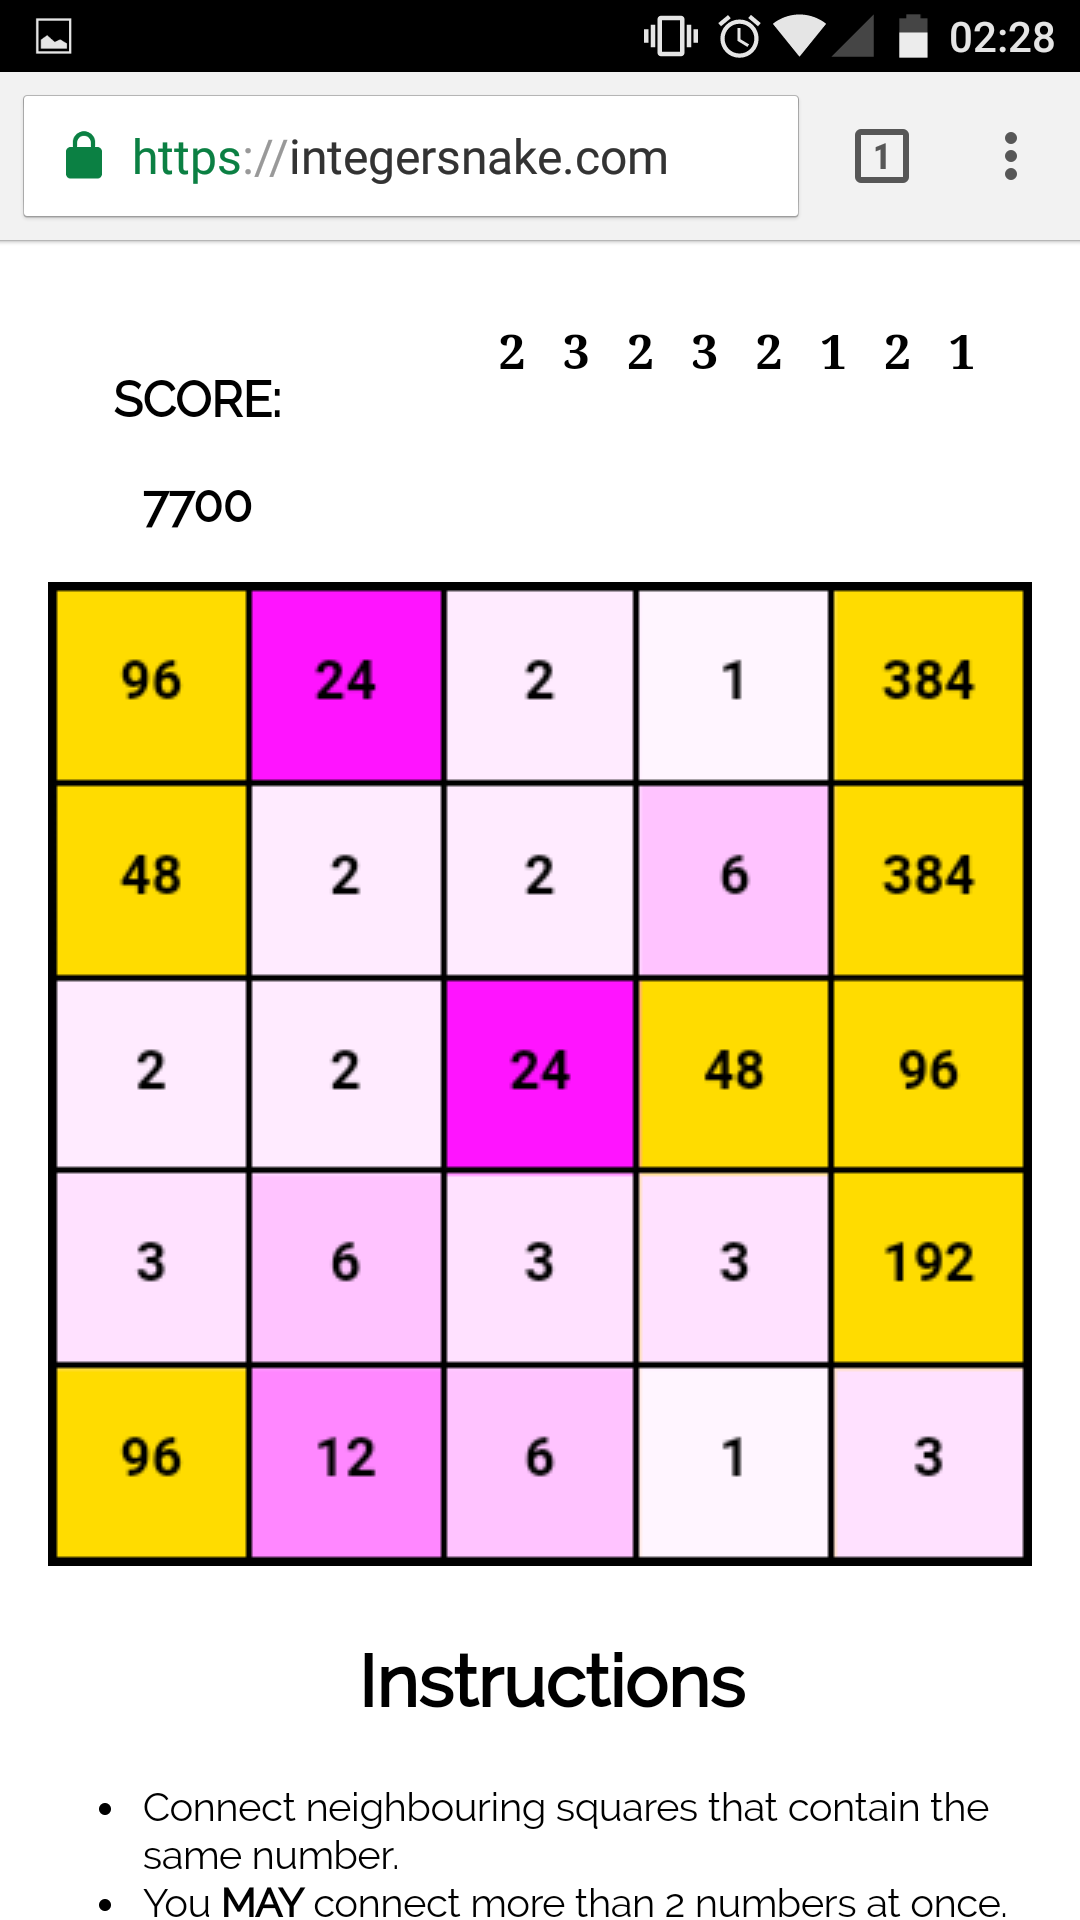 02:28
https://integersnake.com
1
2 3 2 3 2 1 2 1
SCORE:
7700
96 24 2 1 384
48 2 2 6 384
2 2 24 48 96
3 6 3 3 192
96 12 6 1 3
Instructions
• Connect neighbouring squares that contain the
same number.
• You MAY connect more than 2 numbers at once.